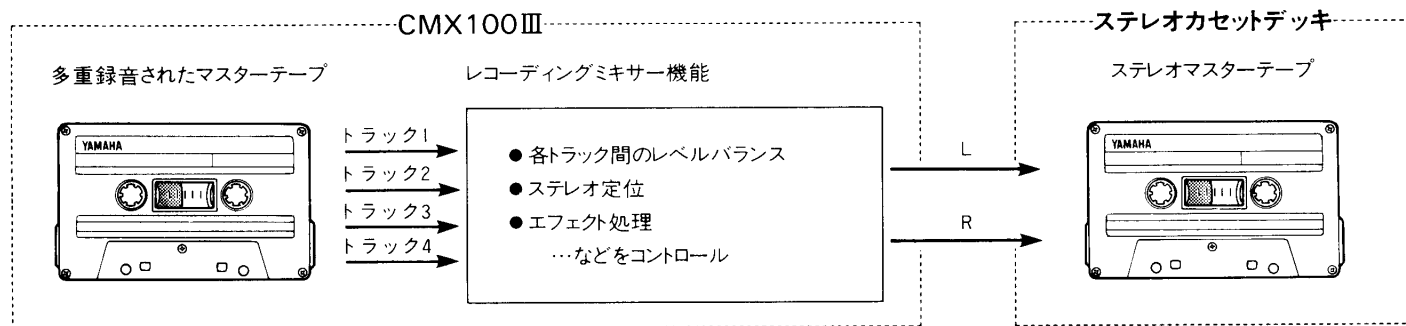 CMX100Ⅲ
ステレオカセットデッキ
多重録音されたマスターテープ
レコーディングミキサー機能
ステレオマスターテープ
YAMAHA
トラック1
トラック2
トラック3
トラック4
● 各トラック間のレベルバランス
● ステレオ定位
● エフェクト処理
…などをコントロール
L
R
YAMAHA